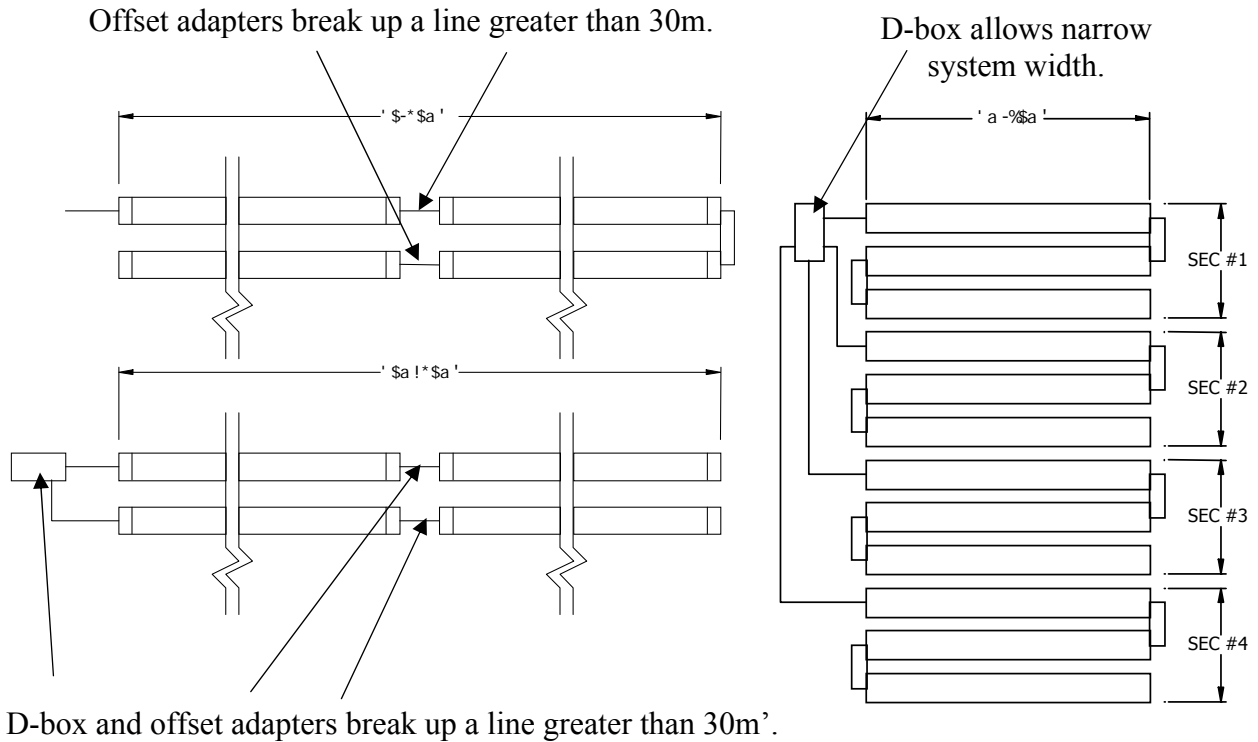 Offset adapters break up a line greater than 30m.
D-box allows narrow
system width.
' $-*$a '
' a -%$a '
SEC #1
' $a !*$a '
SEC #2
SEC #3
SEC #4
D-box and offset adapters break up a line greater than 30m’.